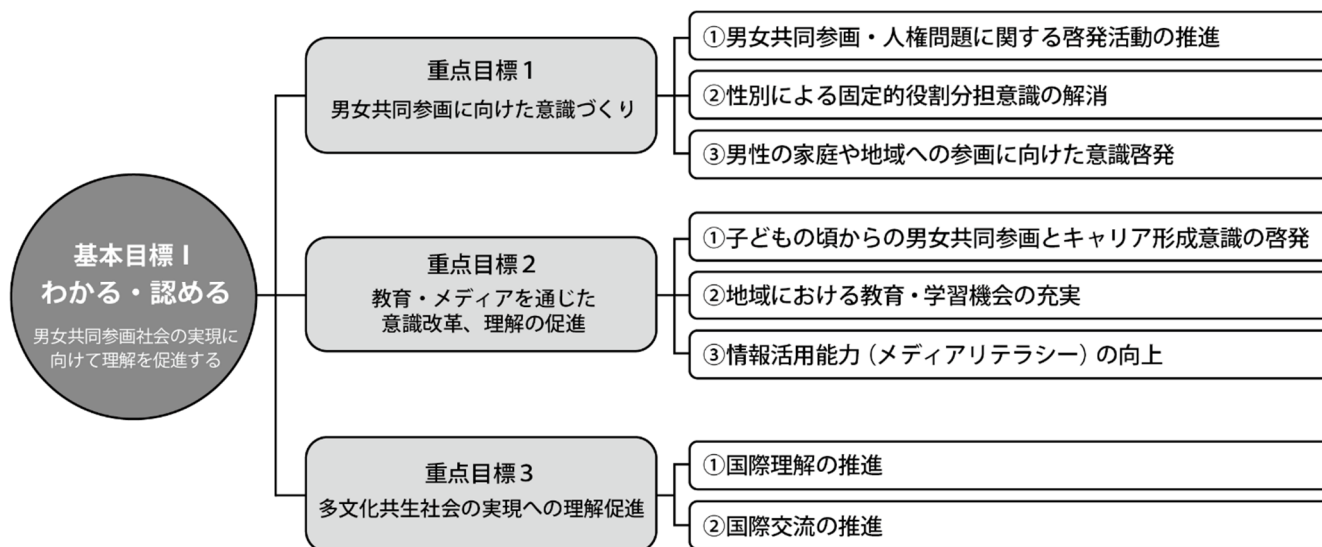 基本目標Ⅰ
わかる・認める
男女共同参画社会の実現に
向けて理解を促進する
重点目標1
男女共同参画に向けた意識づくり
①男女共同参画・人権問題に関する啓発活動の推進
②性別による固定的役割分担意識の解消
③男性の家庭や地域への参画に向けた意識啓発
重点目標2
教育・メディアを通じた
意識改革、理解の促進
①子どもの頃からの男女共同参画とキャリア形成意識の啓発
②地域における教育・学習機会の充実
③情報活用能力（メディアリテラシー）の向上
重点目標3
多文化共生社会の実現への理解促進
①国際理解の推進
②国際交流の推進